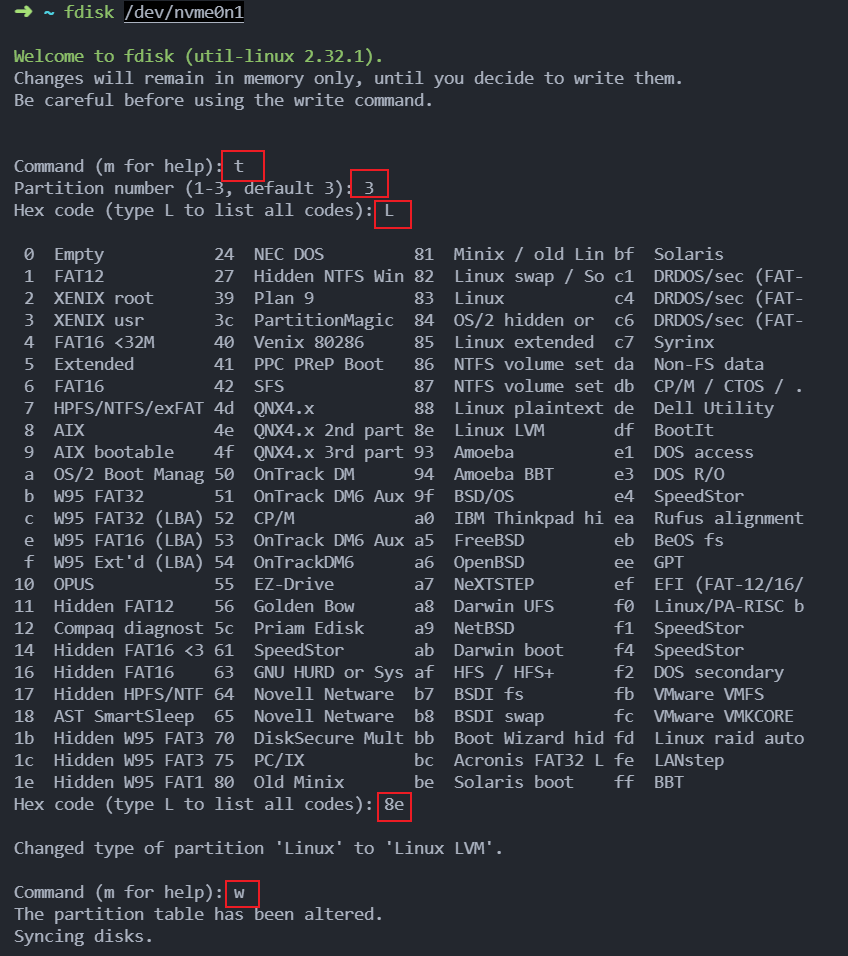 ➜ ~ fdisk /dev/nvme0n1
Welcome to fdisk (util-linux 2.32.1).
Changes will remain in memory only, until you decide to write them.
Be careful before using the write command.
Command (m for help): t
Partition number (1-3, default 3): 3
Hex code (type L to list all codes): L
0 Empty 24 NEC DOS 81 Minix / old Lin bf Solaris
1 FAT12 27 Hidden NTFS Win 82 Linux swap / So c1 DRDOS/sec (FAT-
2 XENIX root 39 Plan 9 83 Linux c4 DRDOS/sec (FAT-
3 XENIX usr 3c PartitionMagic 84 OS/2 hidden or c6 DRDOS/sec (FAT-
4 FAT16 <32M 40 Venix 80286 85 Linux extended c7 Syrinx
5 Extended 41 PPC PReP Boot 86 NTFS volume set da Non-FS data
6 FAT16 42 SFS 87 NTFS volume set db CP/M / CTOS / .
7 HPFS/NTFS/exFAT 4d QNX4.x 88 Linux plaintext de Dell Utility
8 AIX 4e QNX4.x 2nd part 8e Linux LVM df BootIt
9 AIX bootable 4f QNX4.x 3rd part 93 Amoeba e1 DOS access
a OS/2 Boot Manag 50 OnTrack DM 94 Amoeba BBT e3 DOS R/O
b W95 FAT32 51 OnTrack DM6 Aux 9f BSD/OS e4 SpeedStor
c W95 FAT32 (LBA) 52 CP/M a0 IBM Thinkpad hi ea Rufus alignment
e W95 FAT16 (LBA) 53 OnTrack DM6 Aux a5 FreeBSD eb BeOS fs
f W95 Ext'd (LBA) 54 OnTrackDM6 a6 OpenBSD ee GPT
10 OPUS 55 EZ-Drive a7 NeXTSTEP ef EFI (FAT-12/16/
11 Hidden FAT12 56 Golden Bow a8 Darwin UFS f0 Linux/PA-RISC b
12 Compaq diagnost 5c Priam Edisk a9 NetBSD f1 SpeedStor
14 Hidden FAT16 <3 61 SpeedStor ab Darwin boot f4 SpeedStor
16 Hidden FAT16 63 GNU HURD or Sys af HFS / HFS+ f2 DOS secondary
17 Hidden HPFS/NTF 64 Novell Netware b7 BSDI fs fb VMware VMFS
18 AST SmartSleep 65 Novell Netware b8 BSDI swap fc VMware VMKCORE
1b Hidden W95 FAT3 70 DiskSecure Mult bb Boot Wizard hid fd Linux raid auto
1c Hidden W95 FAT3 75 PC/IX bc Acronis FAT32 L fe LANstep
1e Hidden W95 FAT1 80 Old Minix be Solaris boot ff BBT
Hex code (type L to list all codes): 8e
Changed type of partition 'Linux' to 'Linux LVM'.
Command (m for help): w
The partition table has been altered.
Syncing disks.